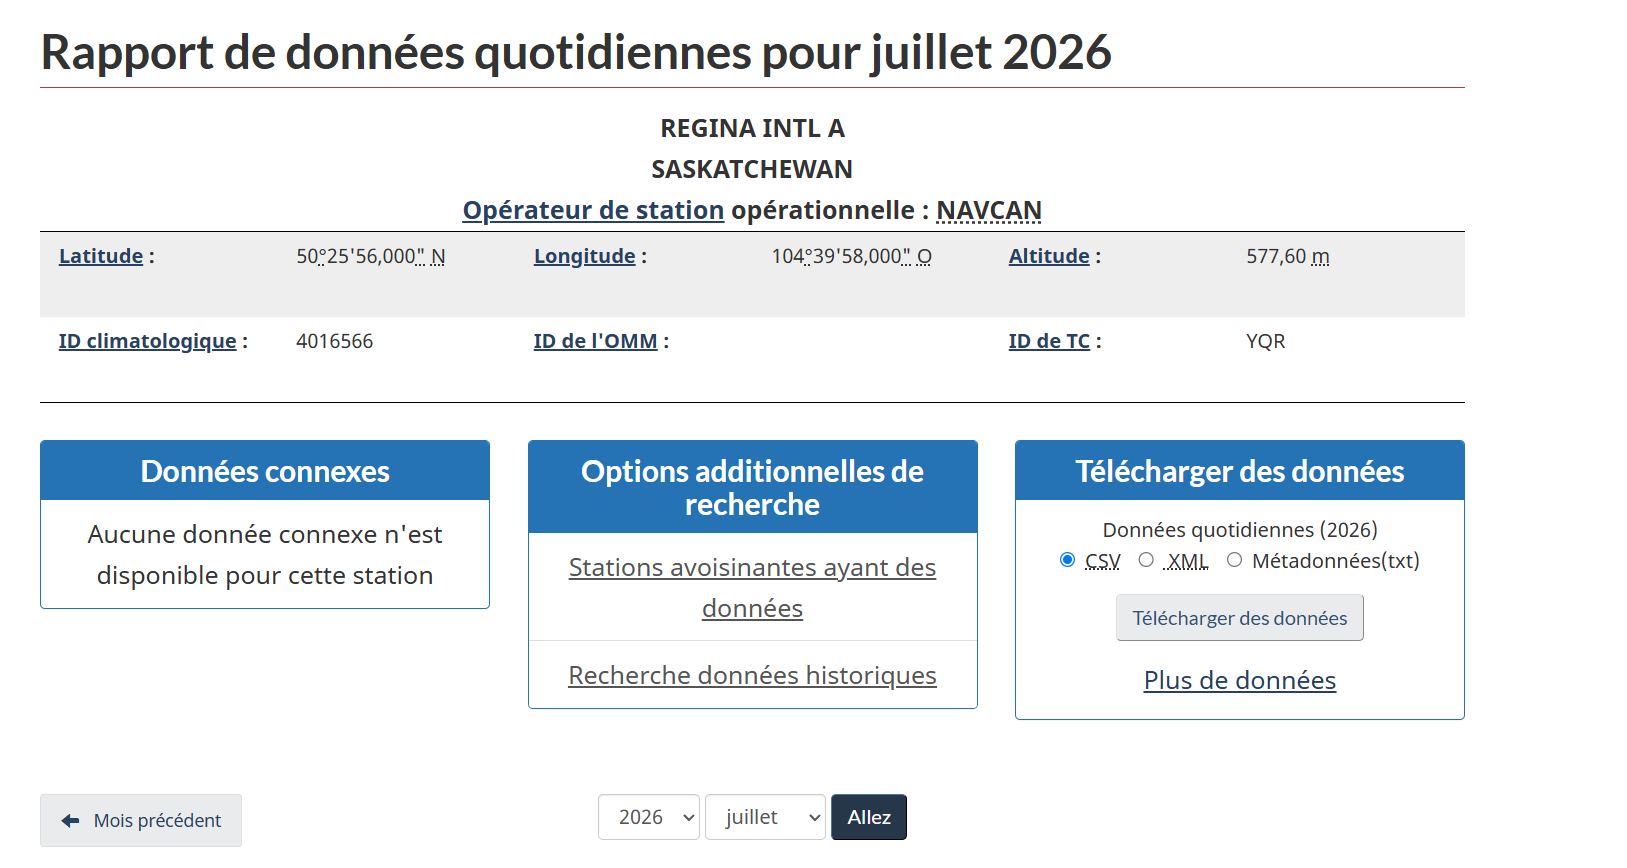 Rapport de données quotidiennes pour juillet 2026
REGINA INTL A
SASKATCHEWAN
Opérateur de station opérationnelle : NAVCAN
Latitude : 50°25'56,000" N Longitude : 104°39'58,000" O Altitude : 577,60 m
ID climatologique : 4016566 ID de l'OMM : ID de TC : YQR
Données connexes
Aucune donnée connexe n'est
disponible pour cette station
Options additionnelles de
recherche
Stations avoisinantes ayant des
données
Recherche données historiques
Télécharger des données
Données quotidiennes (2026)
CSV XML Métadonnées(txt)
Télécharger des données
Plus de données
Mois précédent 2026 juillet Allez